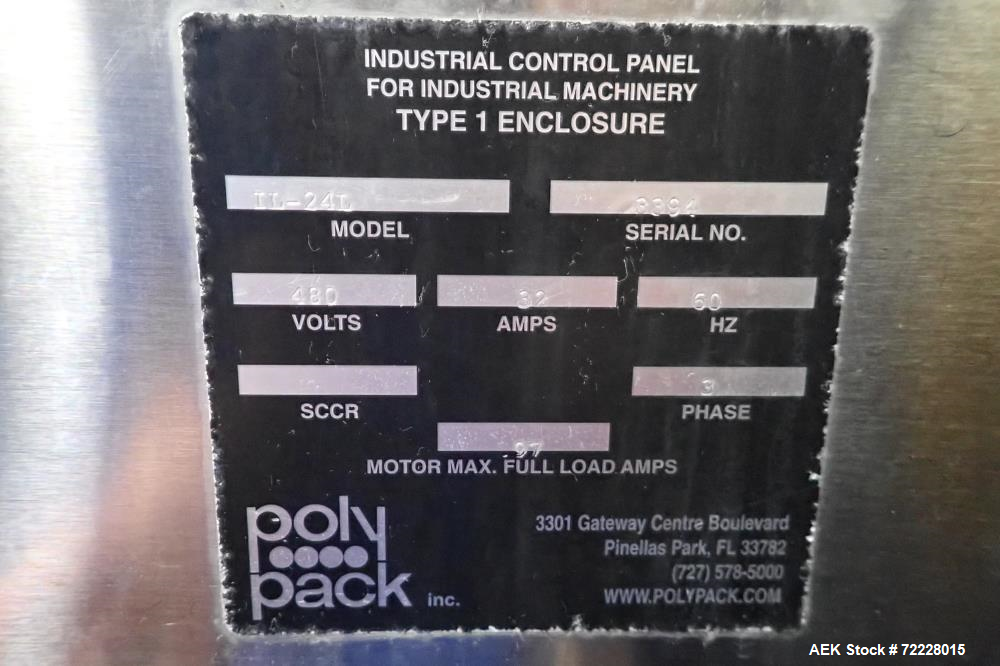 INDUSTRIAL CONTROL PANEL
FOR INDUSTRIAL MACHINERY
TYPE 1 ENCLOSURE
IL-24L 3394
MODEL SERIAL NO.
480 32 60
VOLTS AMPS HZ
3
SCCR PHASE
97
MOTOR MAX. FULL LOAD AMPS
poly
pack inc.
3301 Gateway Centre Boulevard
Pinellas Park, FL 33782
(727) 578-5000
WWW.POLYPACK.COM
AEK Stock # 72228015